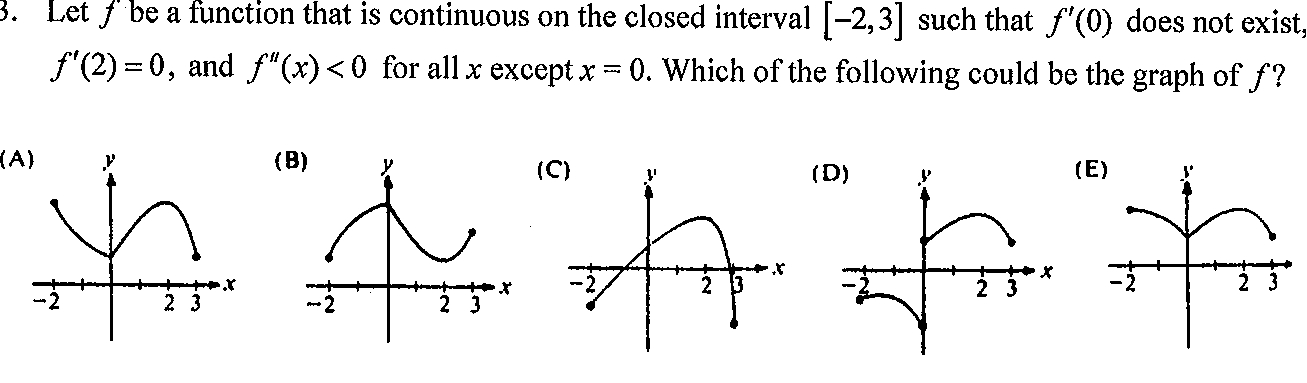 3. Let f be a function that is continuous on the closed interval [−2,3] such that f'(0) does not exist,
f'(2) = 0, and f"(x) < 0 for all x except x = 0. Which of the following could be the graph of f?
(A) (B) (C) (D) (E)
y y y y y
x x x x
−2 2 3 −2 2 3 −2 2 3 −2 2 3 −2 2 3